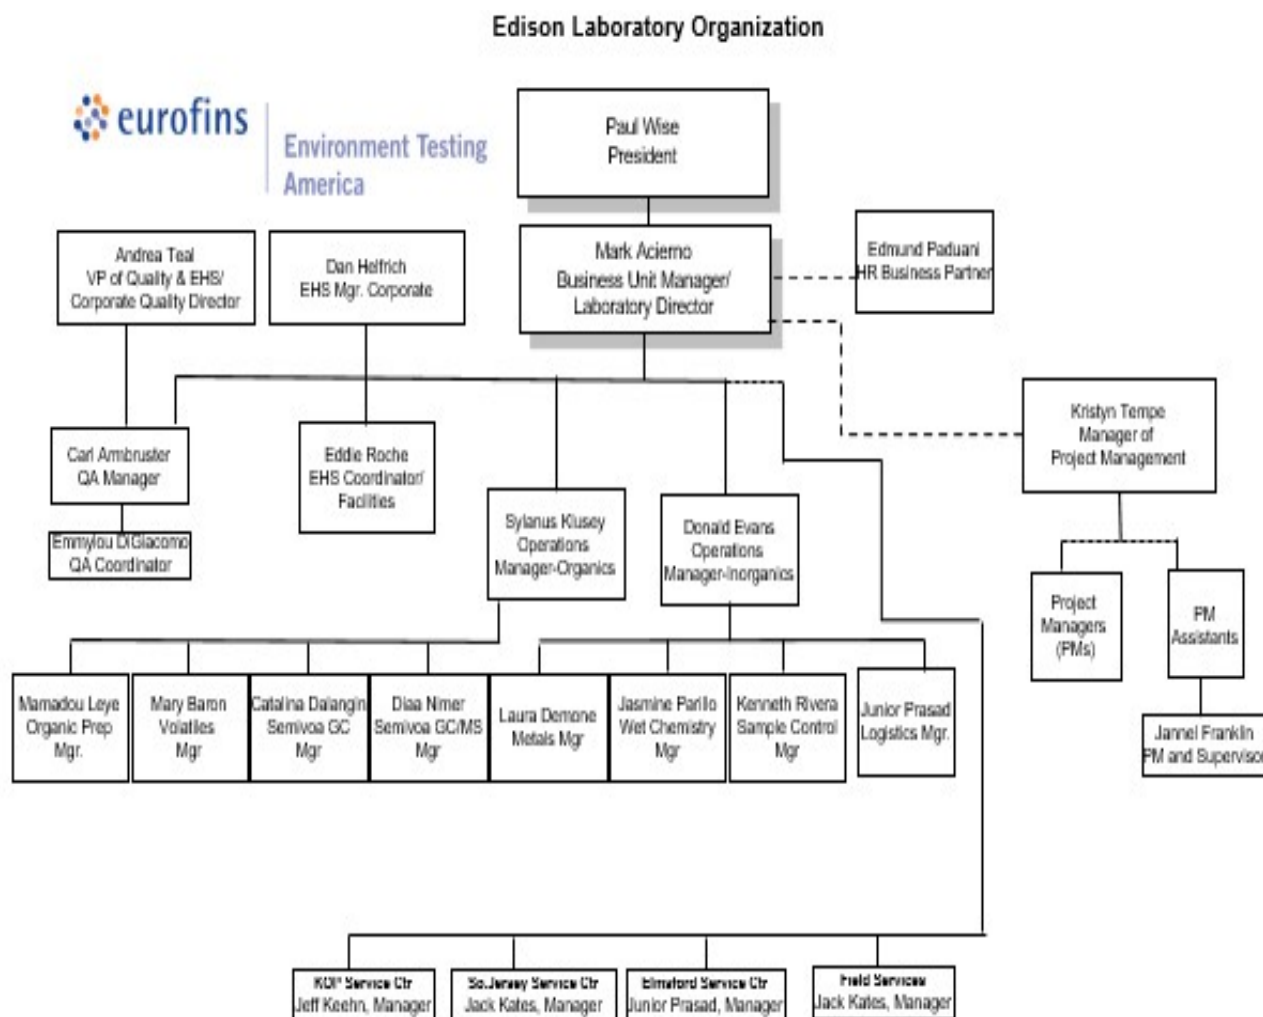 Edison Laboratory Organization
eurofins
Environment Testing
America
Paul Wise
President
Andrea Teal
VP of Quality & EHS/
Corporate Quality Director
Dan Helfrich
EHS Mgr. Corporate
Mark Acierno
Business Unit Manager/
Laboratory Director
Edmund Paduani
HR Business Partner
Kristyn Tempe
Manager of
Project Management
Carl Armbruster
QA Manager
Eddie Roche
EHS Coordinator/
Facilities
Emmylou DiGiacomo
QA Coordinator
Sylanus Klusey
Operations
Manager-Organics
Donald Evans
Operations
Manager-Inorganics
Project
Managers
(PMs)
PM
Assistants
Mamadou Leye
Organic Prep
Mgr.
Mary Baron
Volatiles
Mgr
Catalina Dalangin
Semivoa GC
Mgr
Diaa Nimer
Semivoa GC/MS
Mgr
Laura Demone
Metals Mgr
Jasmine Parillo
Wet Chemistry
Mgr
Kenneth Rivera
Sample Control
Mgr
Junior Prasad
Logistics Mgr.
Jannel Franklin
PM and Supervisor
KOP Service Ctr
Jeff Keehn, Manager
So.Jersey Service Ctr
Jack Kates, Manager
Elmsford Service Ctr
Junior Prasad, Manager
Field Services
Jack Kates, Manager